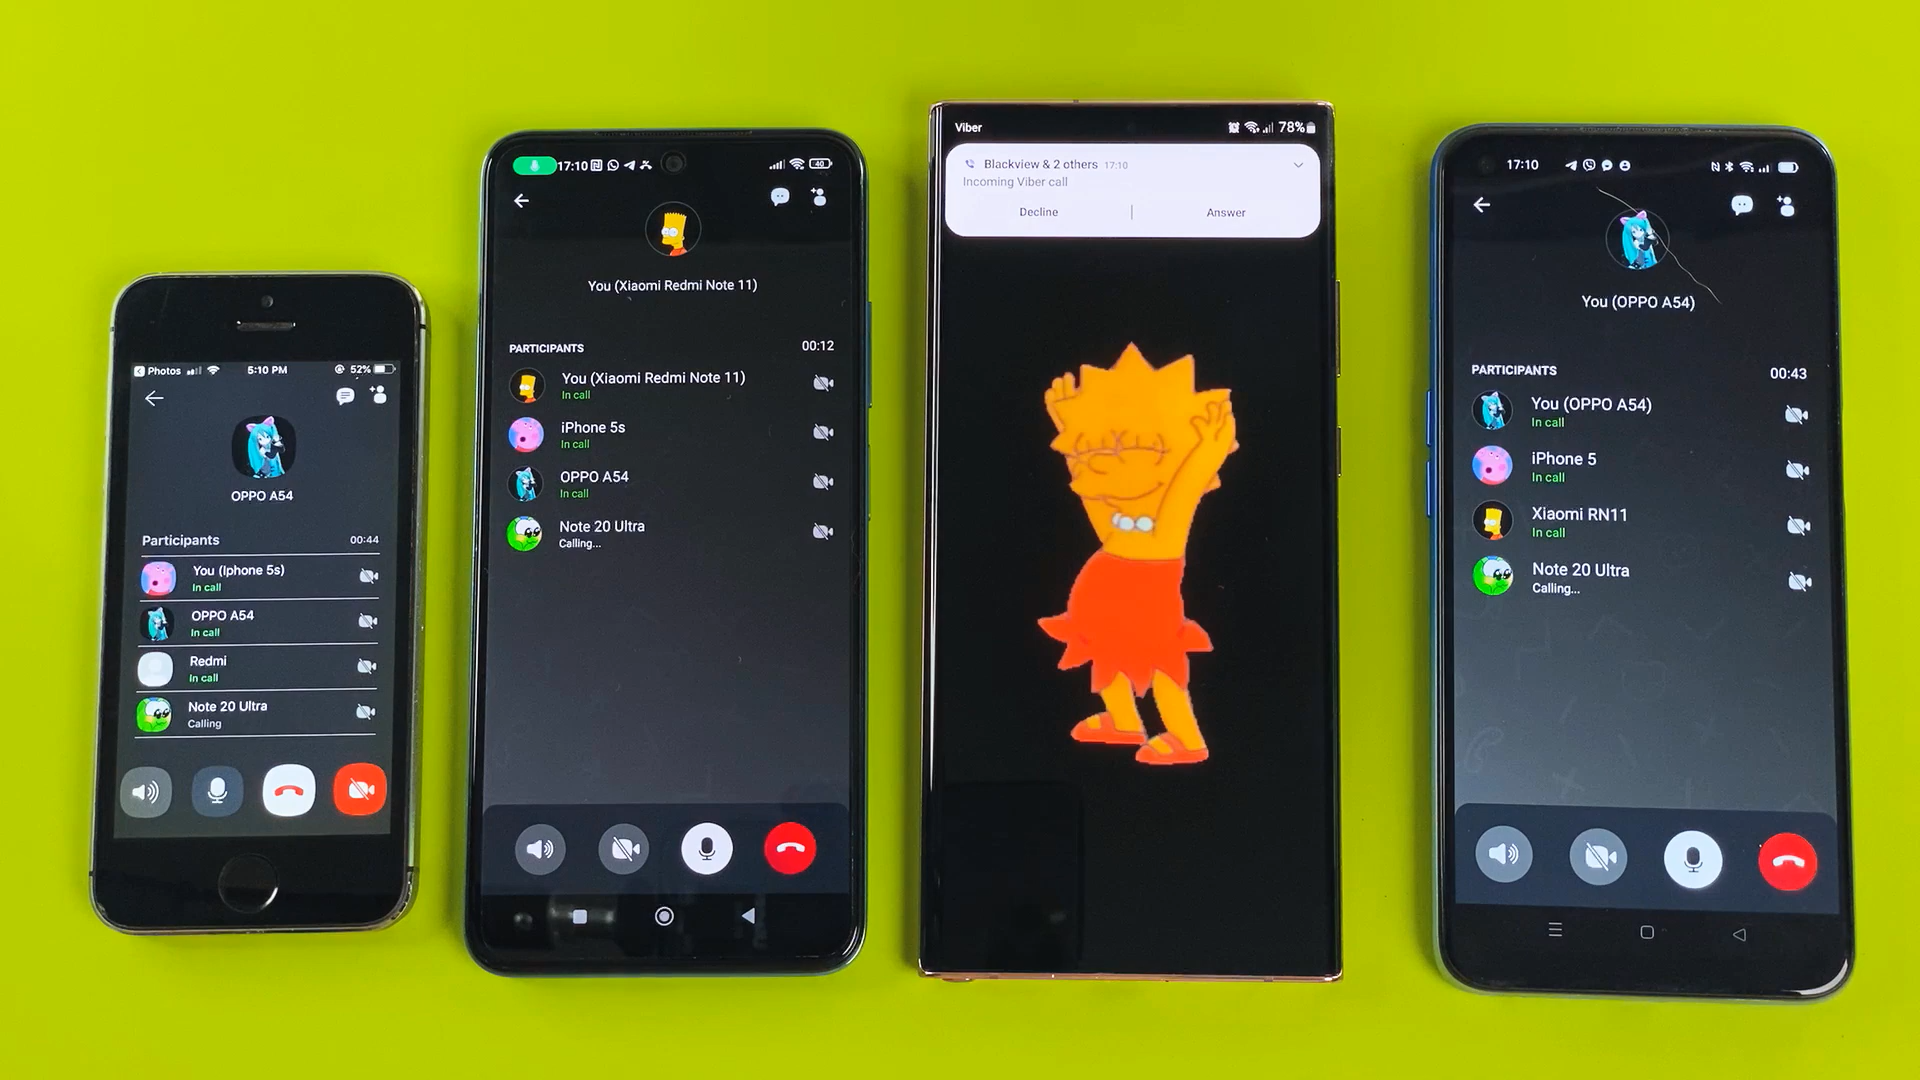 Photos 5:10 PM 52%
OPPO A54
Participants 00:44
You (Iphone 5s)
In call
OPPO A54
In call
Redmi
In call
Note 20 Ultra
Calling
17:10 40
You (Xiaomi Redmi Note 11)
PARTICIPANTS 00:12
You (Xiaomi Redmi Note 11)
In call
iPhone 5s
In call
OPPO A54
In call
Note 20 Ultra
Calling...
Viber 78%
Blackview & 2 others 17:10
Incoming Viber call
Decline Answer
17:10
You (OPPO A54)
PARTICIPANTS 00:43
You (OPPO A54)
In call
iPhone 5
In call
Xiaomi RN11
In call
Note 20 Ultra
Calling...